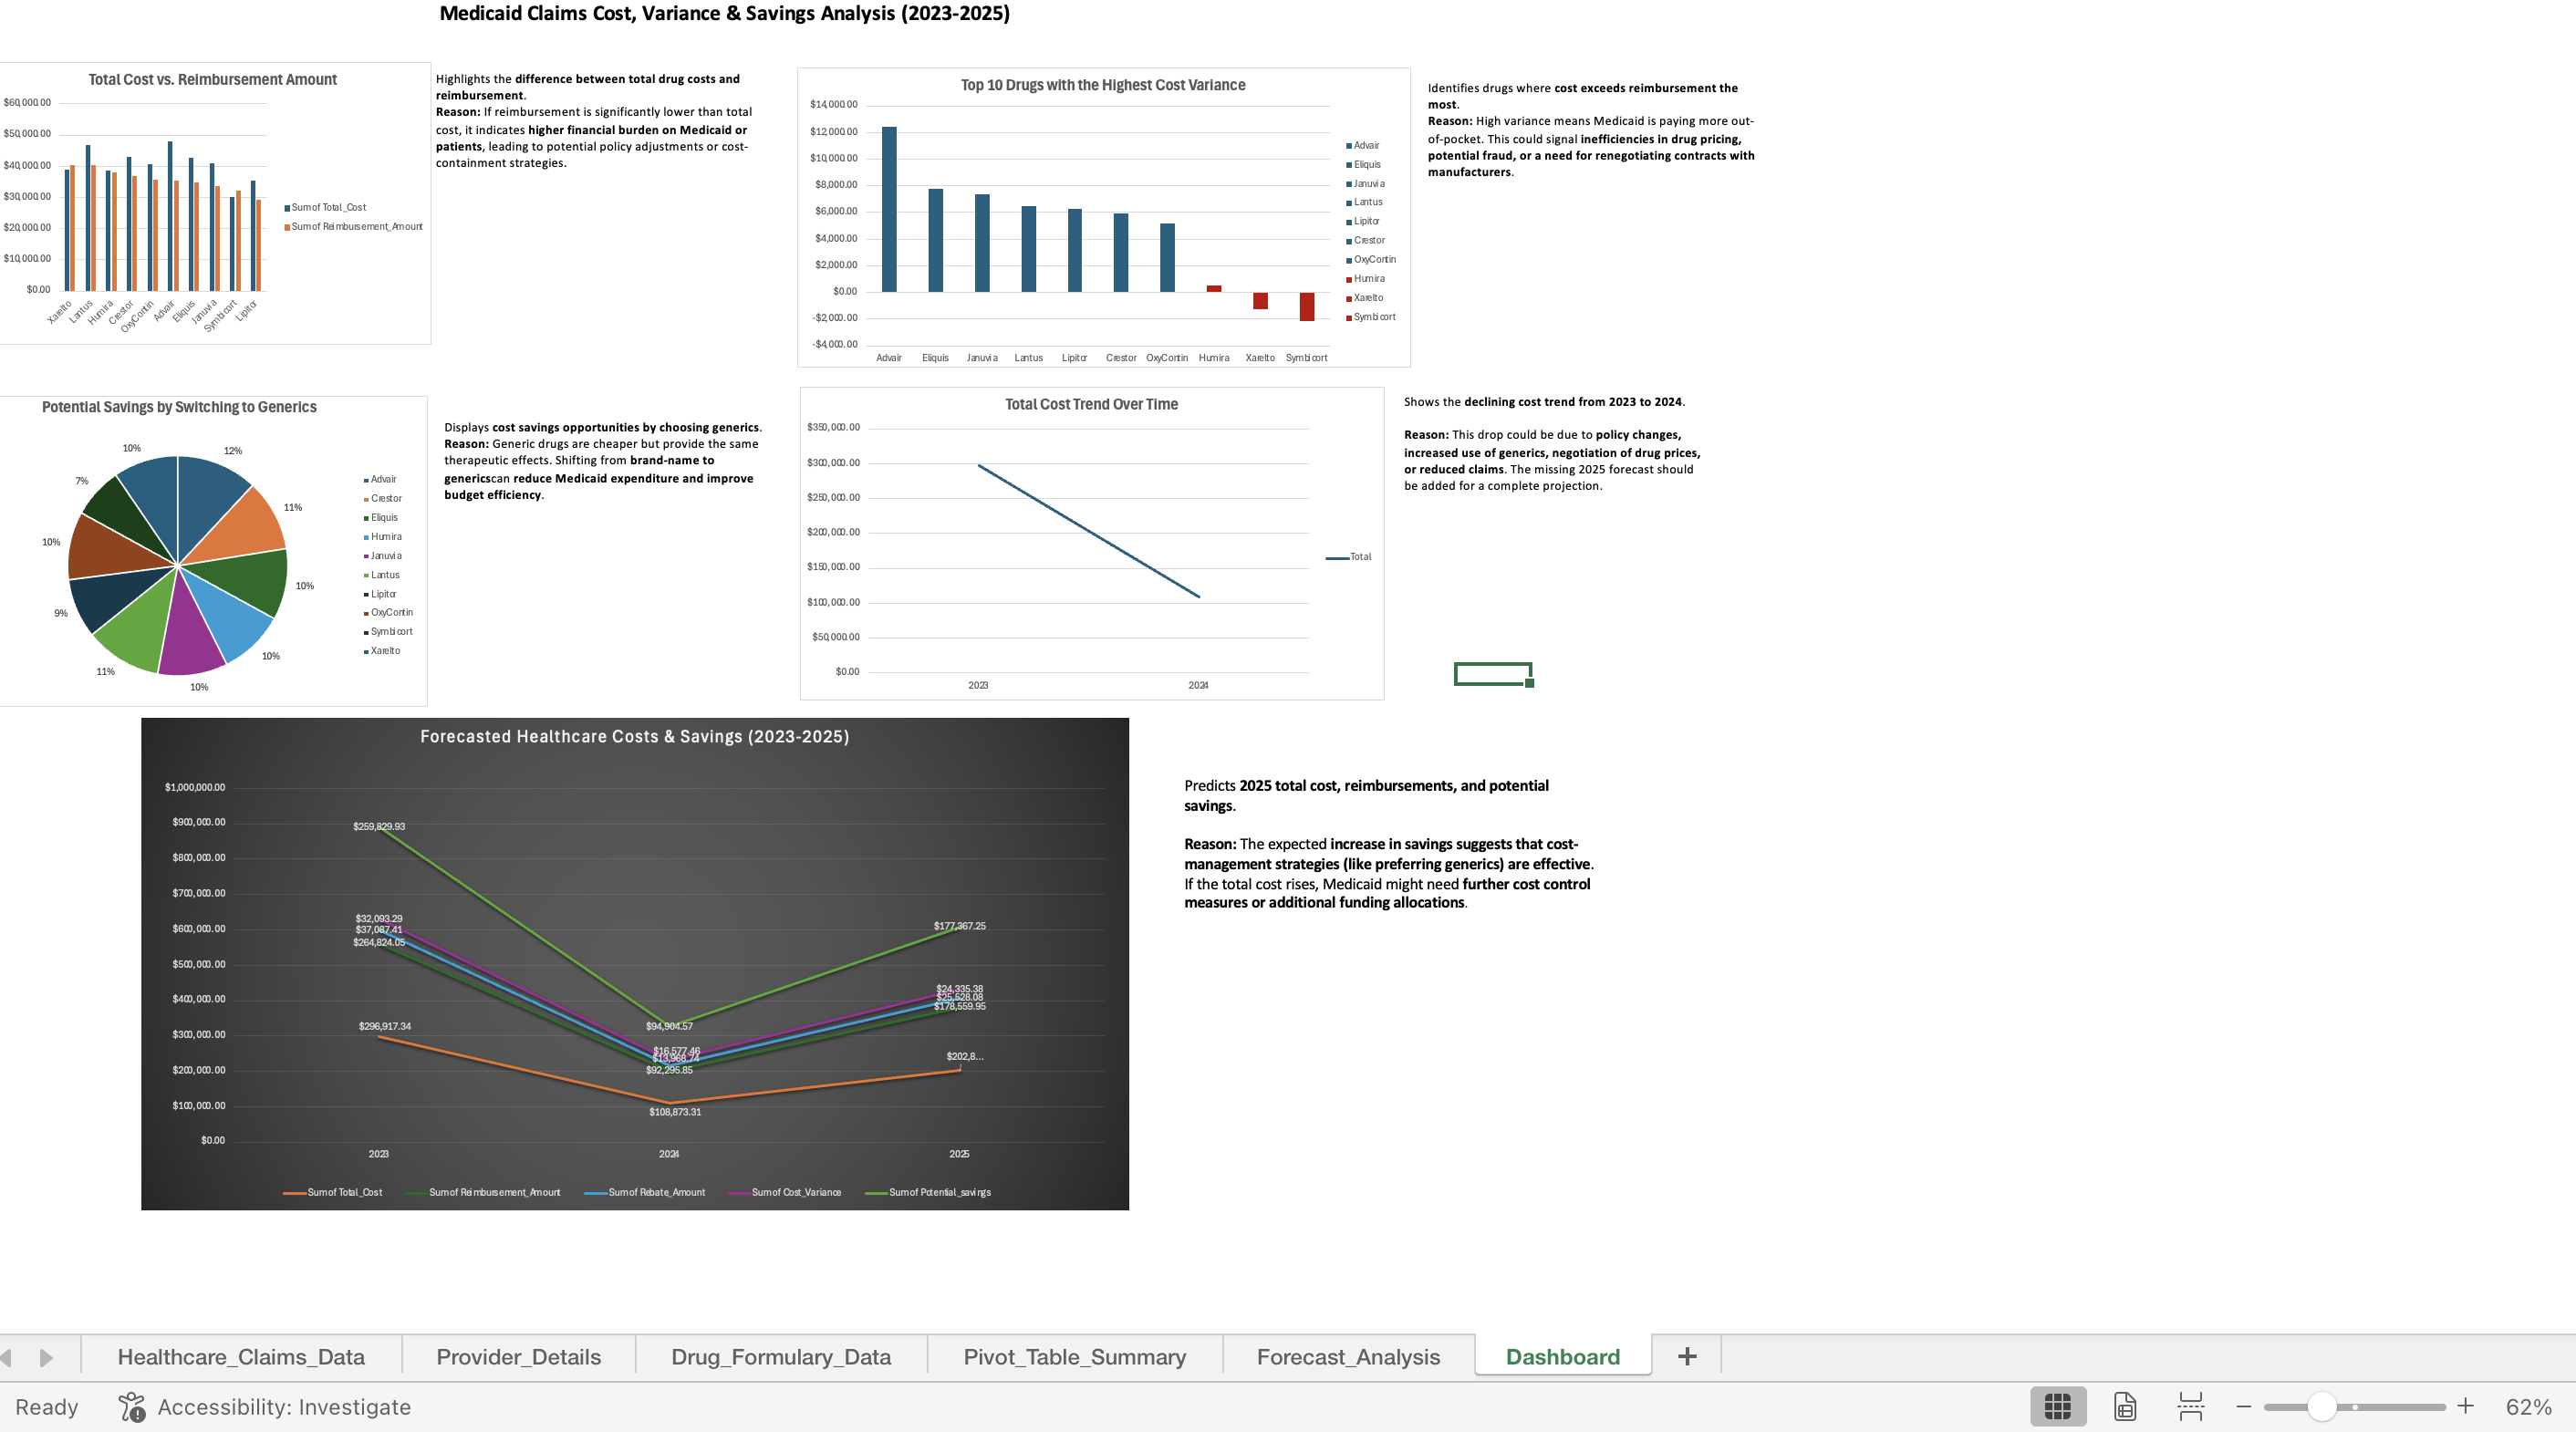 Medicaid Claims Cost, Variance & Savings Analysis (2023-2025)
Total Cost vs. Reimbursement Amount
$60,000.00
$50,000.00
$40,000.00
$30,000.00
$20,000.00
$10,000.00
$0.00
Xarelto
Lantus
Humira
Crestor
OxyContin
Advair
Eliquis
Januvia
Symbicort
Lipitor
Sum of Total_Cost
Sum of Reimbursement_Amount
Highlights the difference between total drug costs and
reimbursement.
Reason: If reimbursement is significantly lower than total
cost, it indicates higher financial burden on Medicaid or
patients, leading to potential policy adjustments or cost-
containment strategies.
Top 10 Drugs with the Highest Cost Variance
$14,000.00
$12,000.00
$10,000.00
$8,000.00
$6,000.00
$4,000.00
$2,000.00
$0.00
-$2,000.00
-$4,000.00
Advair Eliquis Januvia Lantus Lipitor Crestor OxyContin Humira Xarelto Symbicort
Advair
Eliquis
Januvia
Lantus
Lipitor
Crestor
OxyContin
Humira
Xarelto
Symbicort
Identifies drugs where cost exceeds reimbursement the
most.
Reason: High variance means Medicaid is paying more out-
of-pocket. This could signal inefficiencies in drug pricing,
potential fraud, or a need for renegotiating contracts with
manufacturers.
Potential Savings by Switching to Generics
10%
12%
7%
11%
10%
10%
9%
10%
11%
10%
Advair
Crestor
Eliquis
Humira
Januvia
Lantus
Lipitor
OxyContin
Symbicort
Xarelto
Displays cost savings opportunities by choosing generics.
Reason: Generic drugs are cheaper but provide the same
therapeutic effects. Shifting from brand-name to
genericscan reduce Medicaid expenditure and improve
budget efficiency.
Total Cost Trend Over Time
$350,000.00
$300,000.00
$250,000.00
$200,000.00
$150,000.00
$100,000.00
$50,000.00
$0.00
2023 2024
Total
Shows the declining cost trend from 2023 to 2024.
Reason: This drop could be due to policy changes,
increased use of generics, negotiation of drug prices,
or reduced claims. The missing 2025 forecast should
be added for a complete projection.
Forecasted Healthcare Costs & Savings (2023-2025)
$1,000,000.00
$900,000.00
$800,000.00
$700,000.00
$600,000.00
$500,000.00
$400,000.00
$300,000.00
$200,000.00
$100,000.00
$0.00
$259,829.93
$32,093.29
$37,087.41
$264,824.05
$296,917.34
$94,904.57
$16,577.46
$13,968.74
$92,295.85
$108,873.31
$177,367.25
$24,335.38
$25,528.08
$178,559.95
$202,8...
2023 2024 2025
Sum of Total_Cost Sum of Reimbursement_Amount Sum of Rebate_Amount Sum of Cost_Variance Sum of Potential_savings
Predicts 2025 total cost, reimbursements, and potential
savings.
Reason: The expected increase in savings suggests that cost-
management strategies (like preferring generics) are effective.
If the total cost rises, Medicaid might need further cost control
measures or additional funding allocations.
Healthcare_Claims_Data Provider_Details Drug_Formulary_Data Pivot_Table_Summary Forecast_Analysis Dashboard +
Ready Accessibility: Investigate 62%